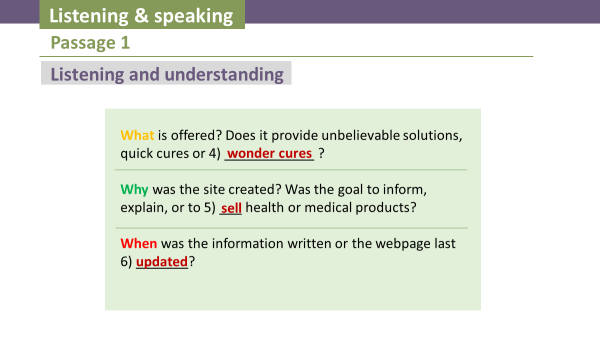 Listening & speaking
Passage 1
Listening and understanding
What is offered? Does it provide unbelievable solutions,
quick cures or 4) wonder cures ?
Why was the site created? Was the goal to inform,
explain, or to 5) sell health or medical products?
When was the information written or the webpage last
6) updated?